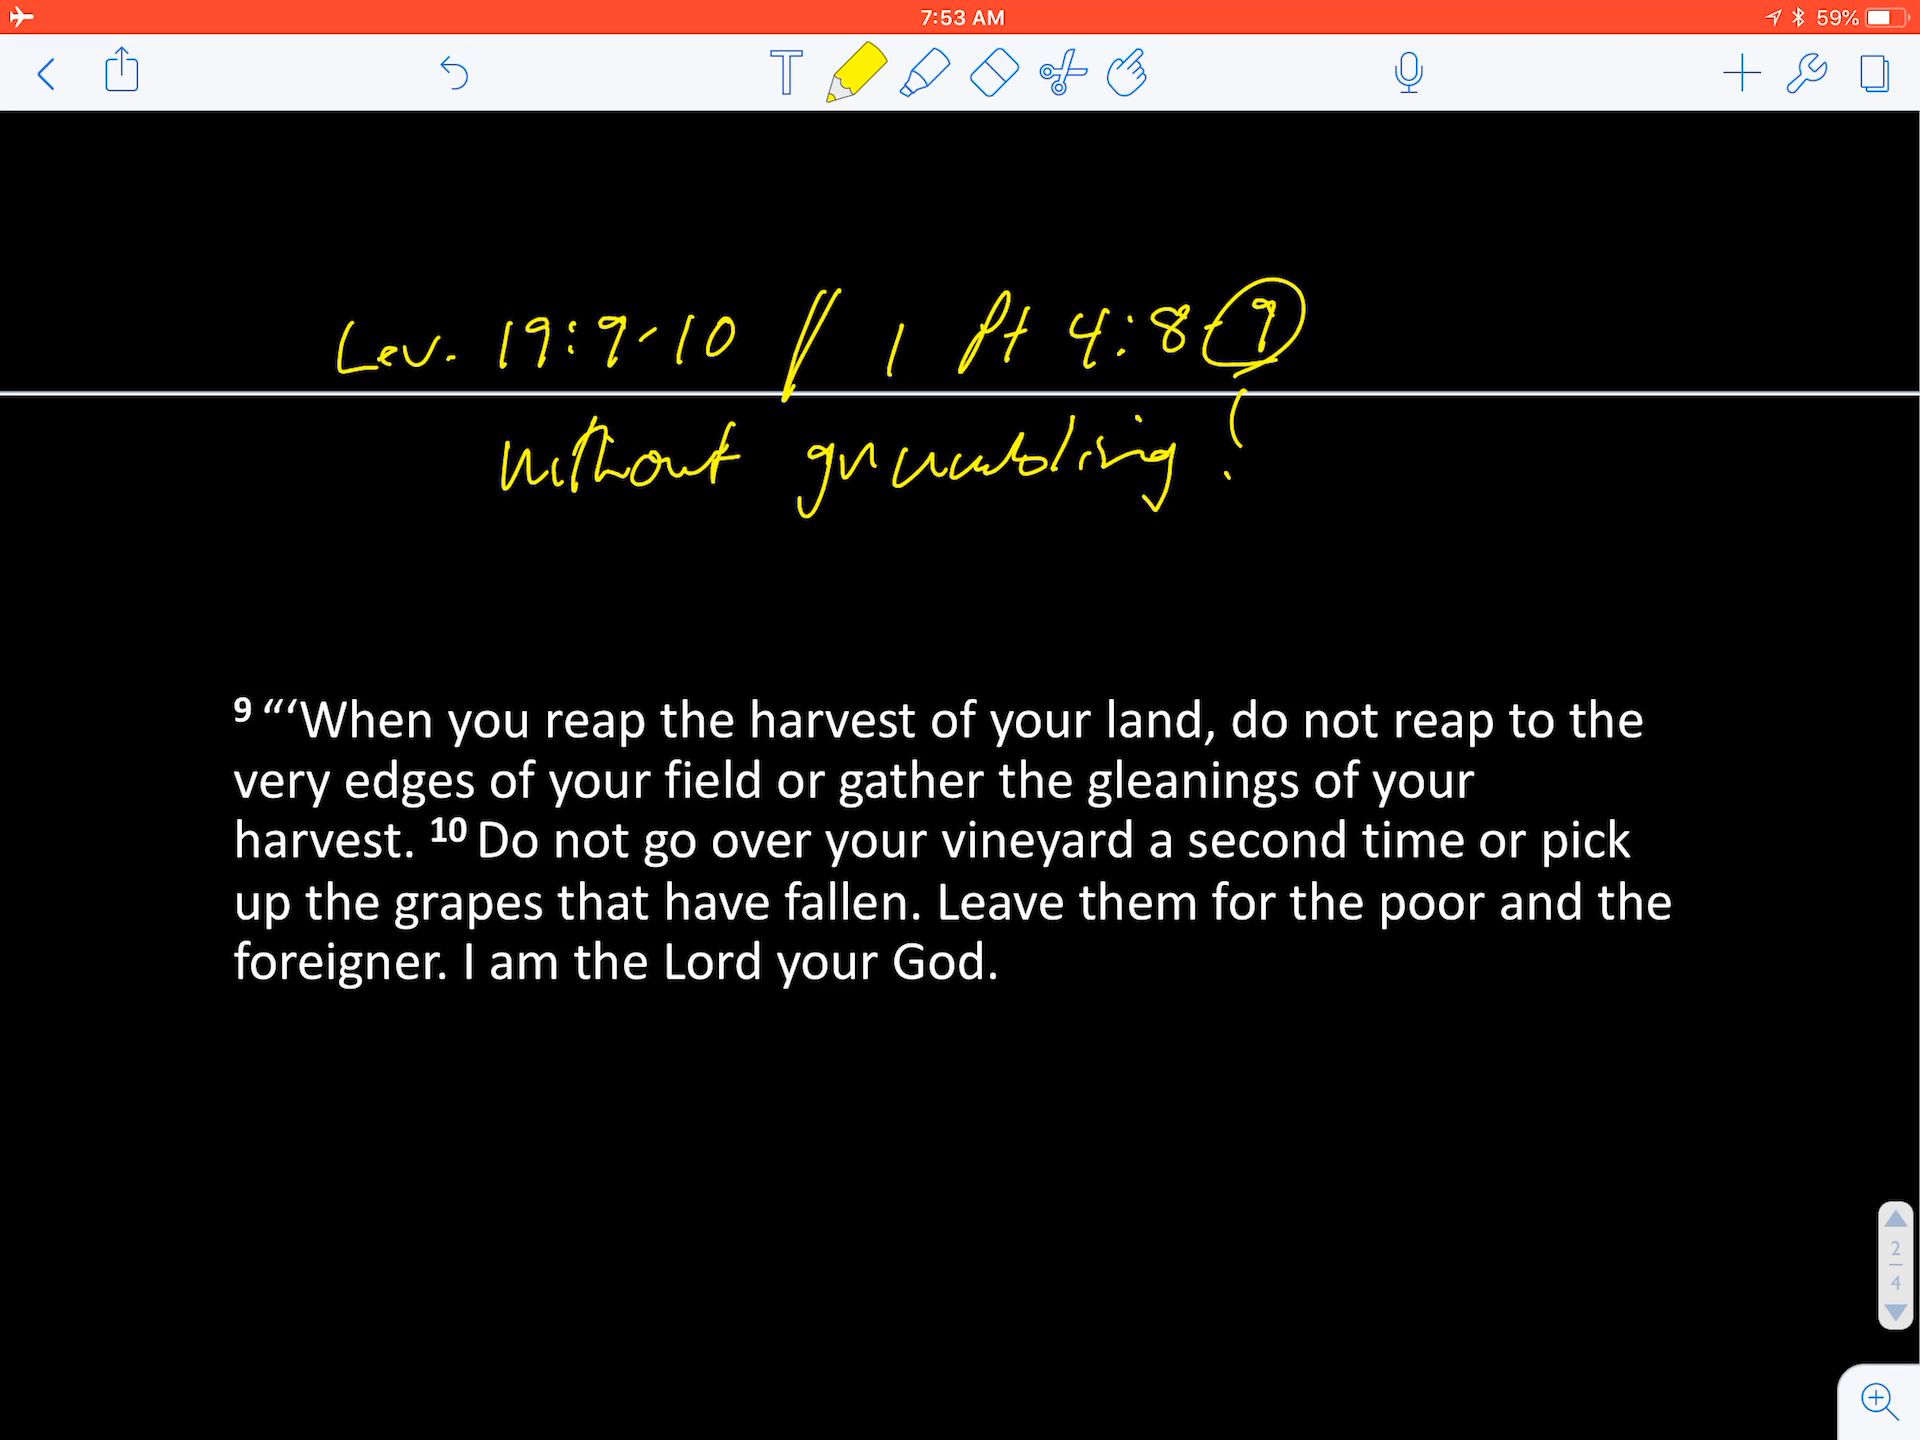 7:53 AM
59%
T
Lev. 19:9-10 // 1 Pt 4:8-9
without grumbling!
9 “‘When you reap the harvest of your land, do not reap to the
very edges of your field or gather the gleanings of your
harvest. 10 Do not go over your vineyard a second time or pick
up the grapes that have fallen. Leave them for the poor and the
foreigner. I am the Lord your God.
2
4